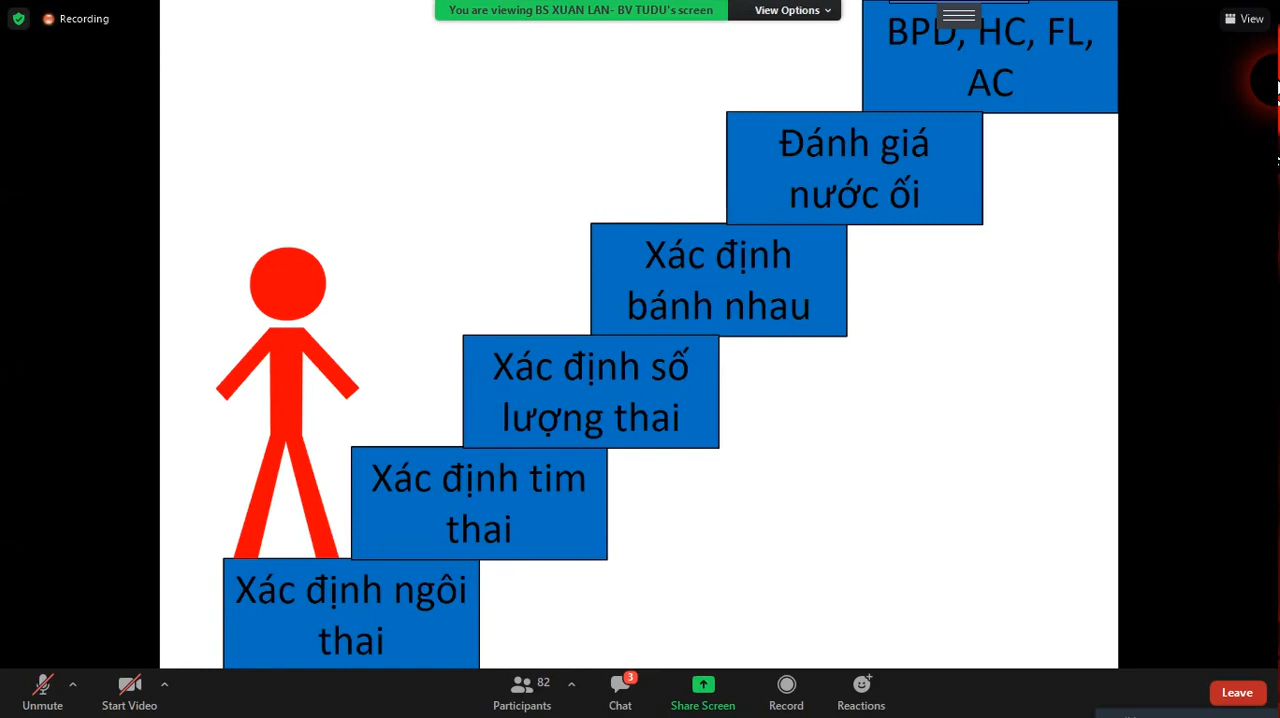 Recording
You are viewing BS XUAN LAN- BV TUDU's screen
View Options
View
BPD, HC, FL,
AC
Đánh giá
nước ối
Xác định
bánh nhau
Xác định số
lượng thai
Xác định tim
thai
Xác định ngôi
thai
Unmute
Start Video
82
Participants
3
Chat
Share Screen
Record
Reactions
Leave